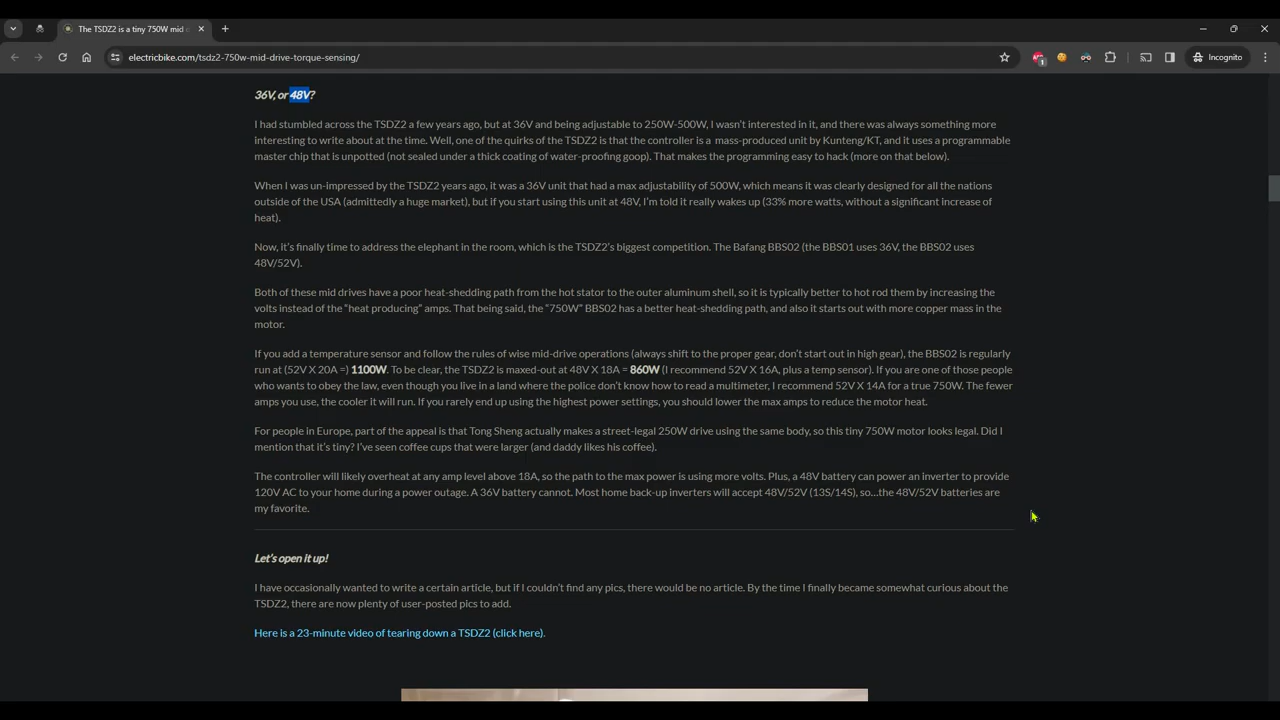 The TSDZ2 is a tiny 750W mid d
electricbike.com/tsdz2-750w-mid-drive-torque-sensing/
1
Incognito
36V, or 48V?
I had stumbled across the TSDZ2 a few years ago, but at 36V and being adjustable to 250W-500W, I wasn't interested in it, and there was always something more
interesting to write about at the time. Well, one of the quirks of the TSDZ2 is that the controller is a mass-produced unit by Kunteng/KT, and it uses a programmable
master chip that is unpotted (not sealed under a thick coating of water-proofing goop). That makes the programming easy to hack (more on that below).
When I was un-impressed by the TSDZ2 years ago, it was a 36V unit that had a max adjustability of 500W, which means it was clearly designed for all the nations
outside of the USA (admittedly a huge market), but if you start using this unit at 48V, I'm told it really wakes up (33% more watts, without a significant increase of
heat).
Now, it's finally time to address the elephant in the room, which is the TSDZ2's biggest competition. The Bafang BBS02 (the BBS01 uses 36V, the BBS02 uses
48V/52V).
Both of these mid drives have a poor heat-shedding path from the hot stator to the outer aluminum shell, so it is typically better to hot rod them by increasing the
volts instead of the “heat producing” amps. That being said, the “750W” BBS02 has a better heat-shedding path, and also it starts out with more copper mass in the
motor.
If you add a temperature sensor and follow the rules of wise mid-drive operations (always shift to the proper gear, don't start out in high gear), the BBS02 is regularly
run at (52V X 20A =) 1100W. To be clear, the TSDZ2 is maxed-out at 48V X 18A = 860W (I recommend 52V X 16A, plus a temp sensor). If you are one of those people
who wants to obey the law, even though you live in a land where the police don't know how to read a multimeter, I recommend 52V X 14A for a true 750W. The fewer
amps you use, the cooler it will run. If you rarely end up using the highest power settings, you should lower the max amps to reduce the motor heat.
For people in Europe, part of the appeal is that Tong Sheng actually makes a street-legal 250W drive using the same body, so this tiny 750W motor looks legal. Did I
mention that it's tiny? I've seen coffee cups that were larger (and daddy likes his coffee).
The controller will likely overheat at any amp level above 18A, so the path to the max power is using more volts. Plus, a 48V battery can power an inverter to provide
120V AC to your home during a power outage. A 36V battery cannot. Most home back-up inverters will accept 48V/52V (13S/14S), so…the 48V/52V batteries are
my favorite.
Let's open it up!
I have occasionally wanted to write a certain article, but if I couldn't find any pics, there would be no article. By the time I finally became somewhat curious about the
TSDZ2, there are now plenty of user-posted pics to add.
Here is a 23-minute video of tearing down a TSDZ2 (click here).